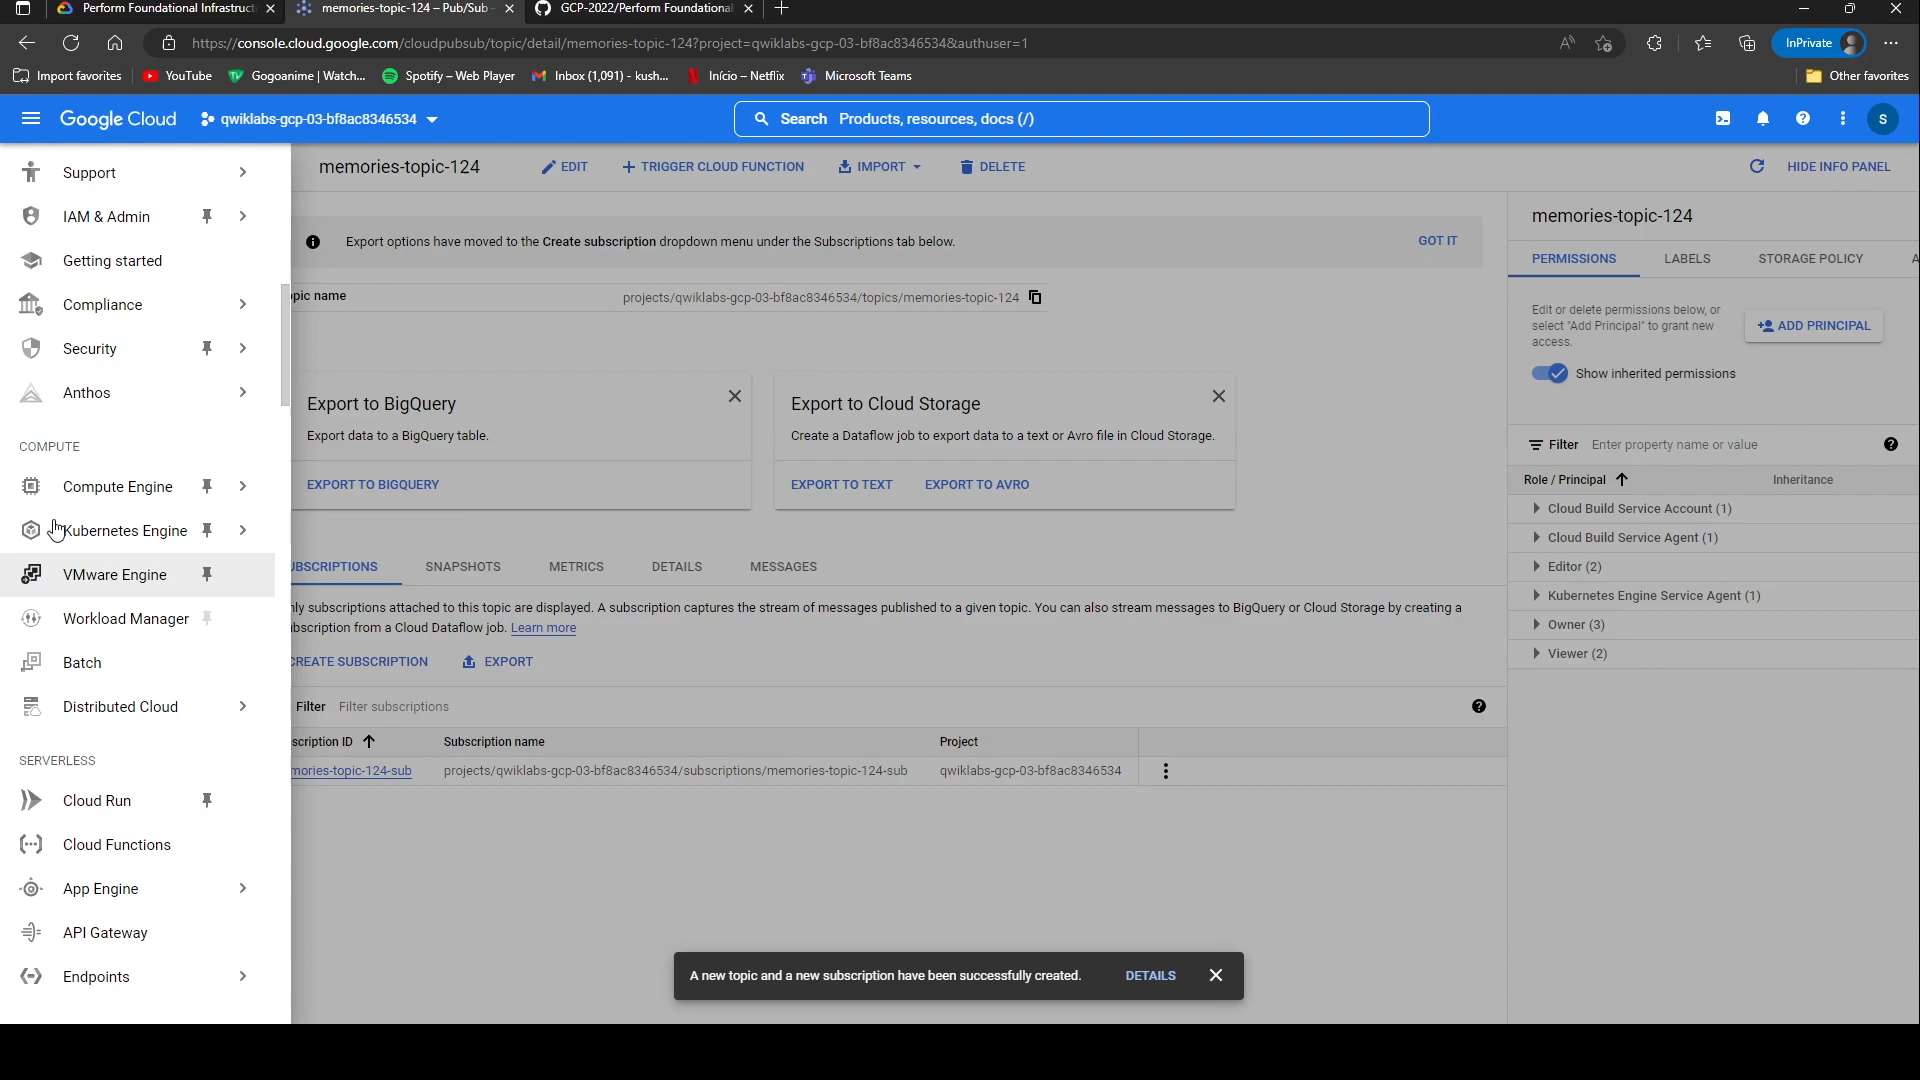 Perform Foundational Infrastruct
memories-topic-124 – Pub/Sub -
GCP-2022/Perform Foundational
https://console.cloud.google.com/cloudpubsub/topic/detail/memories-topic-124?project=qwiklabs-gcp-03-bf8ac8346534&authuser=1
InPrivate
Import favorites
YouTube
Gogoanime | Watch...
Spotify – Web Player
Inbox (1,091) - kush...
Início – Netflix
Microsoft Teams
Other favorites
Google Cloud
qwiklabs-gcp-03-bf8ac8346534
Search Products, resources, docs (/)
S
Support
IAM & Admin
Getting started
Compliance
Security
Anthos
COMPUTE
Compute Engine
Kubernetes Engine
VMware Engine
Workload Manager
Batch
Distributed Cloud
SERVERLESS
Cloud Run
Cloud Functions
App Engine
API Gateway
Endpoints
memories-topic-124
EDIT
TRIGGER CLOUD FUNCTION
IMPORT
DELETE
HIDE INFO PANEL
Export options have moved to the Create subscription dropdown menu under the Subscriptions tab below.
GOT IT
pic name
projects/qwiklabs-gcp-03-bf8ac8346534/topics/memories-topic-124
Export to BigQuery
Export data to a BigQuery table.
EXPORT TO BIGQUERY
Export to Cloud Storage
Create a Dataflow job to export data to a text or Avro file in Cloud Storage.
EXPORT TO TEXT
EXPORT TO AVRO
UBSCRIPTIONS
SNAPSHOTS
METRICS
DETAILS
MESSAGES
nly subscriptions attached to this topic are displayed. A subscription captures the stream of messages published to a given topic. You can also stream messages to BigQuery or Cloud Storage by creating a
ubscription from a Cloud Dataflow job. Learn more
CREATE SUBSCRIPTION
EXPORT
Filter Filter subscriptions
scription ID
Subscription name
Project
mories-topic-124-sub
projects/qwiklabs-gcp-03-bf8ac8346534/subscriptions/memories-topic-124-sub
qwiklabs-gcp-03-bf8ac8346534
A new topic and a new subscription have been successfully created.
DETAILS
memories-topic-124
PERMISSIONS
LABELS
STORAGE POLICY
A
Edit or delete permissions below, or
select "Add Principal" to grant new
access.
ADD PRINCIPAL
Show inherited permissions
Filter Enter property name or value
Role / Principal
Inheritance
Cloud Build Service Account (1)
Cloud Build Service Agent (1)
Editor (2)
Kubernetes Engine Service Agent (1)
Owner (3)
Viewer (2)